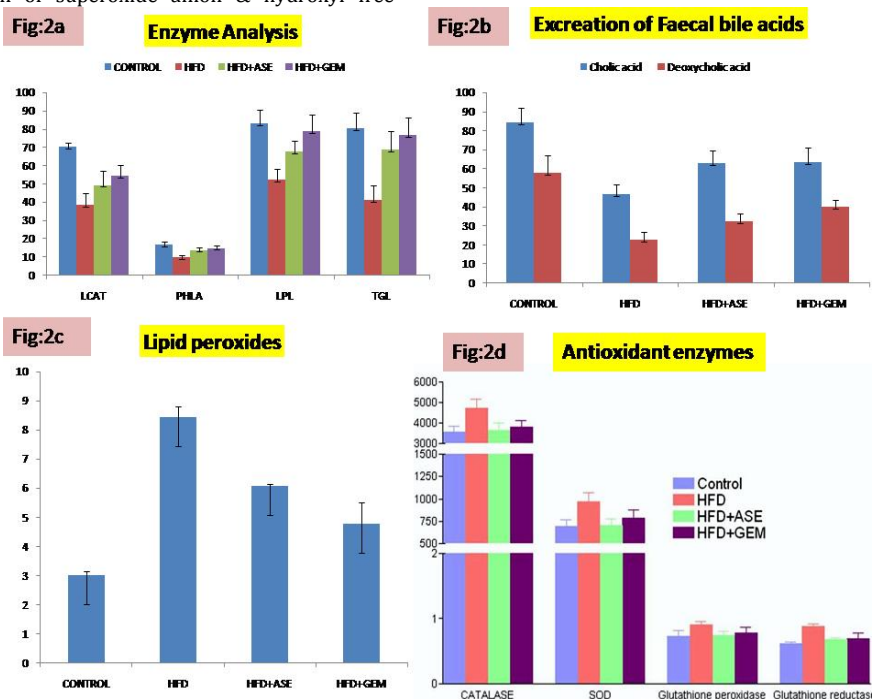 of superoxide anion & hydroxyl free
Fig:2a
Enzyme Analysis
CONTROL HFD HFD+ASE HFD+GEM
100
90
80
70
60
50
40
30
20
10
0
LCAT PHLA LPL TGL
Fig:2b
Excreation of Faecal bile acids
Cholic acid Deoxycholic acid
100
90
80
70
60
50
40
30
20
10
0
CONTROL HFD HFD+ASE HFD+GEM
Fig:2c
Lipid peroxides
10
9
8
7
6
5
4
3
2
1
0
CONTROL HFD HFD+ASE HFD+GEM
Fig:2d
Antioxidant enzymes
6000
5000
4000
3000
1500
1250
1000
750
500
2
1
0
Control
HFD
HFD+ASE
HFD+GEM
CATALASE SOD Glutathione peroxidase Glutathione reductase